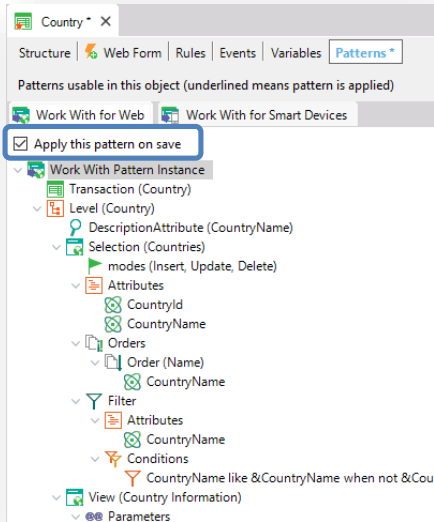 Country * ×
Structure | Web Form | Rules | Events | Variables | Patterns *
Patterns usable in this object (underlined means pattern is applied)
Work With for Web Work With for Smart Devices
Apply this pattern on save
Work With Pattern Instance
Transaction (Country)
Level (Country)
DescriptionAttribute (CountryName)
Selection (Countries)
modes (Insert, Update, Delete)
Attributes
CountryId
CountryName
Orders
Order (Name)
CountryName
Filter
Attributes
CountryName
Conditions
CountryName like &CountryName when not &Cou
View (Country Information)
Parameters